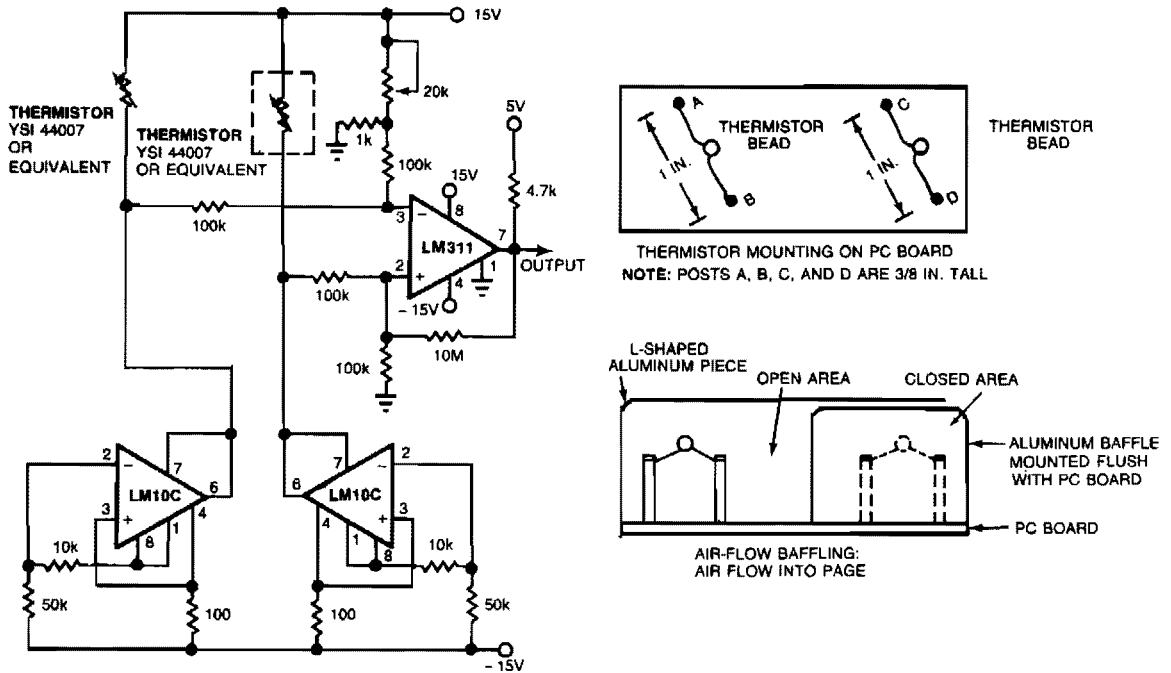 15V
THERMISTOR
YSI 44007
OR
EQUIVALENT
THERMISTOR
YSI 44007
OR EQUIVALENT
20k
1k
100k
5V
4.7k
15V
8
100k
3
−
LM311
7
1
OUTPUT
2
+
4
100k
- 15V
10M
100k
2
−
7
LM10C
6
3
+
8
1
4
10k
50k
100
7
2
−
6
LM10C
4
+
3
1
8
10k
100
50k
- 15V
A
THERMISTOR
BEAD
1 IN.
B
C
THERMISTOR
BEAD
1 IN.
D
THERMISTOR MOUNTING ON PC BOARD
NOTE: POSTS A, B, C, AND D ARE 3/8 IN. TALL
L-SHAPED
ALUMINUM PIECE
OPEN AREA
CLOSED AREA
ALUMINUM BAFFLE
MOUNTED FLUSH
WITH PC BOARD
PC BOARD
AIR-FLOW BAFFLING:
AIR FLOW INTO PAGE